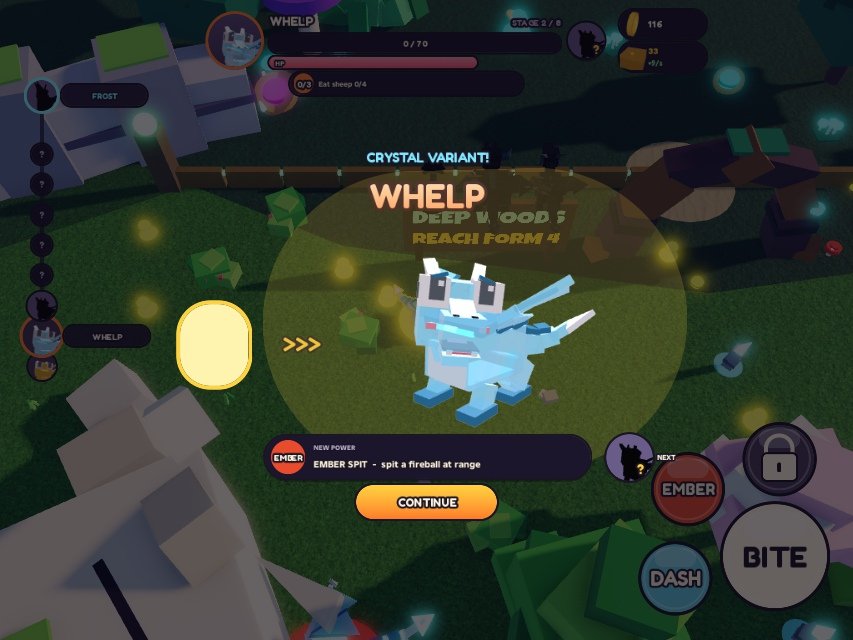 WHELP
STAGE 2 / 8
116
0 / 70
33
+9/s
HP
?
0/3
Eat sheep 0/4
FROST
CRYSTAL VARIANT!
WHELP
DEEP WOODS
REACH FORM 4
?
?
?
?
?
WHELP
>>>
NEW POWER
EMBER
EMBER SPIT - spit a fireball at range
?
NEXT
EMBER
CONTINUE
BITE
DASH